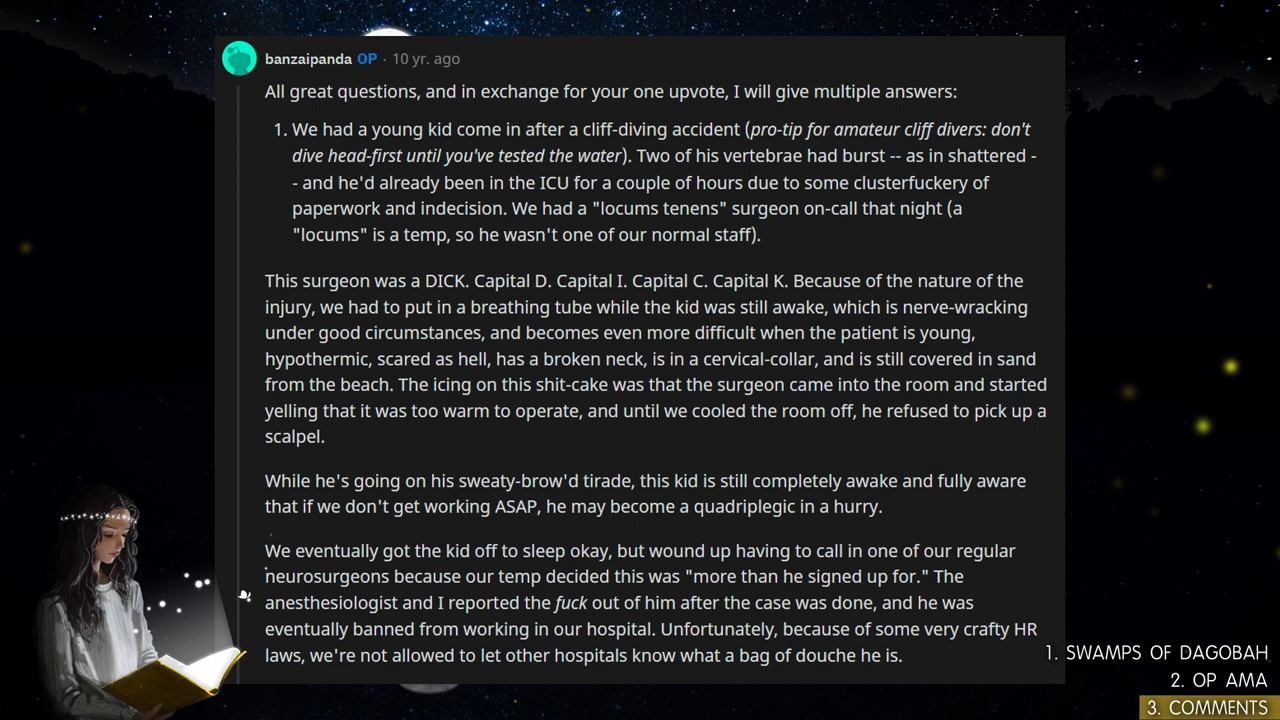 banzaipanda OP · 10 yr. ago
All great questions, and in exchange for your one upvote, I will give multiple answers:
1. We had a young kid come in after a cliff-diving accident (pro-tip for amateur cliff divers: don't
dive head-first until you've tested the water). Two of his vertebrae had burst -- as in shattered -
- and he'd already been in the ICU for a couple of hours due to some clusterfuckery of
paperwork and indecision. We had a "locums tenens" surgeon on-call that night (a
"locums" is a temp, so he wasn't one of our normal staff).
This surgeon was a DICK. Capital D. Capital I. Capital C. Capital K. Because of the nature of the
injury, we had to put in a breathing tube while the kid was still awake, which is nerve-wracking
under good circumstances, and becomes even more difficult when the patient is young,
hypothermic, scared as hell, has a broken neck, is in a cervical-collar, and is still covered in sand
from the beach. The icing on this shit-cake was that the surgeon came into the room and started
yelling that it was too warm to operate, and until we cooled the room off, he refused to pick up a
scalpel.
While he's going on his sweaty-brow'd tirade, this kid is still completely awake and fully aware
that if we don't get working ASAP, he may become a quadriplegic in a hurry.
We eventually got the kid off to sleep okay, but wound up having to call in one of our regular
neurosurgeons because our temp decided this was "more than he signed up for." The
anesthesiologist and I reported the fuck out of him after the case was done, and he was
eventually banned from working in our hospital. Unfortunately, because of some very crafty HR
laws, we're not allowed to let other hospitals know what a bag of douche he is.
1. SWAMPS OF DAGOBAH
2. OP AMA
3. COMMENTS